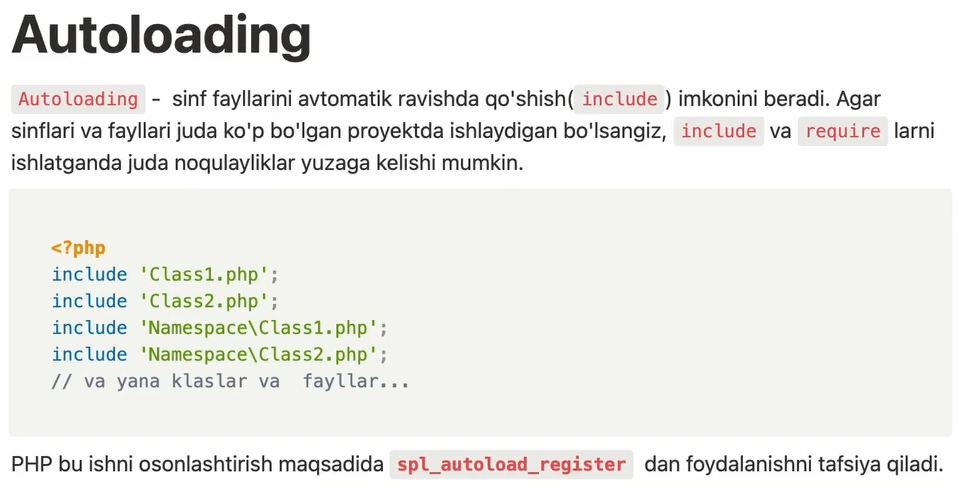 Autoloading
Autoloading - sinf fayllarini avtomatik ravishda qo'shish( include ) imkonini beradi. Agar
sinflari va fayllari juda ko'p bo'lgan proyektda ishlaydigan bo'lsangiz, include va require larni
ishlatganda juda noqulayliklar yuzaga kelishi mumkin.
<?php
include 'Class1.php';
include 'Class2.php';
include 'Namespace\Class1.php';
include 'Namespace\Class2.php';
// va yana klaslar va  fayllar...
PHP bu ishni osonlashtirish maqsadida spl_autoload_register dan foydalanishni tafsiya qiladi.